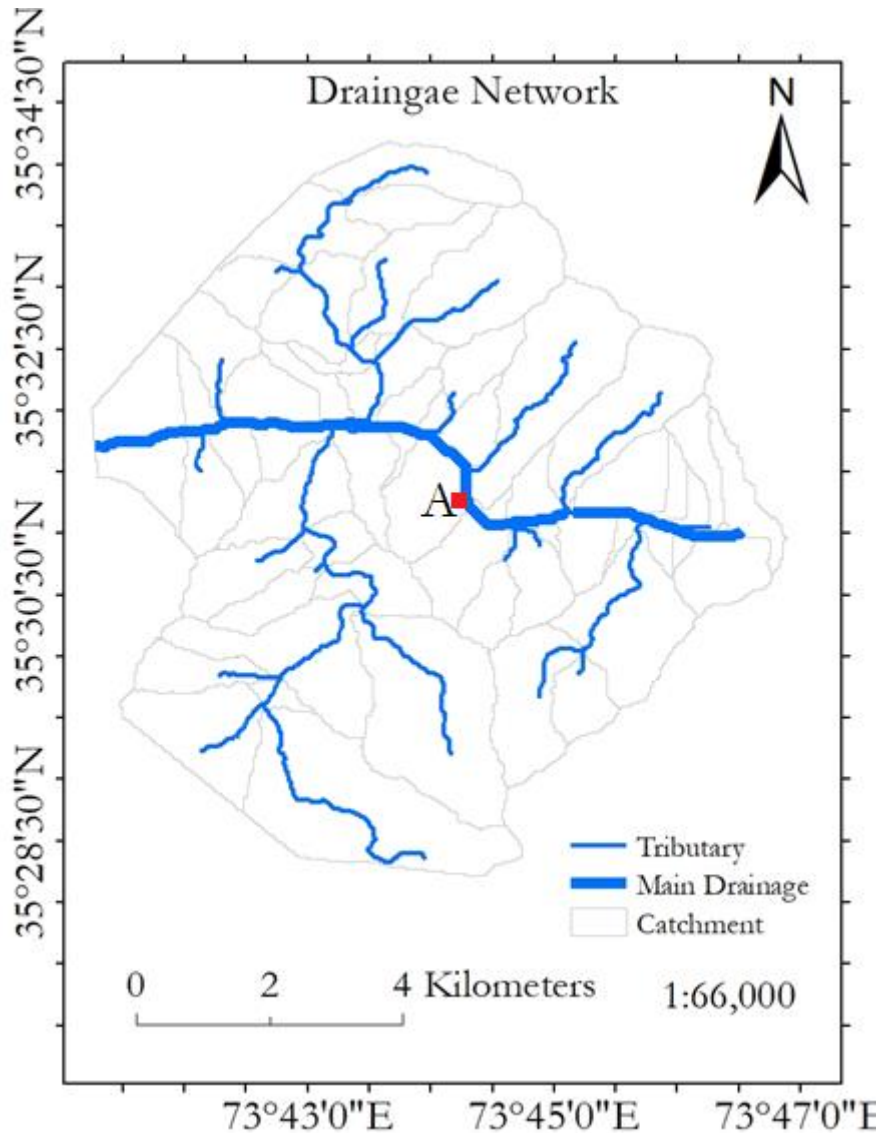 Draingae Network
N
35°34'30"N
35°32'30"N
35°30'30"N
35°28'30"N
A
Tributary
Main Drainage
Catchment
0 2 4 Kilometers
1:66,000
73°43'0"E 73°45'0"E 73°47'0"E